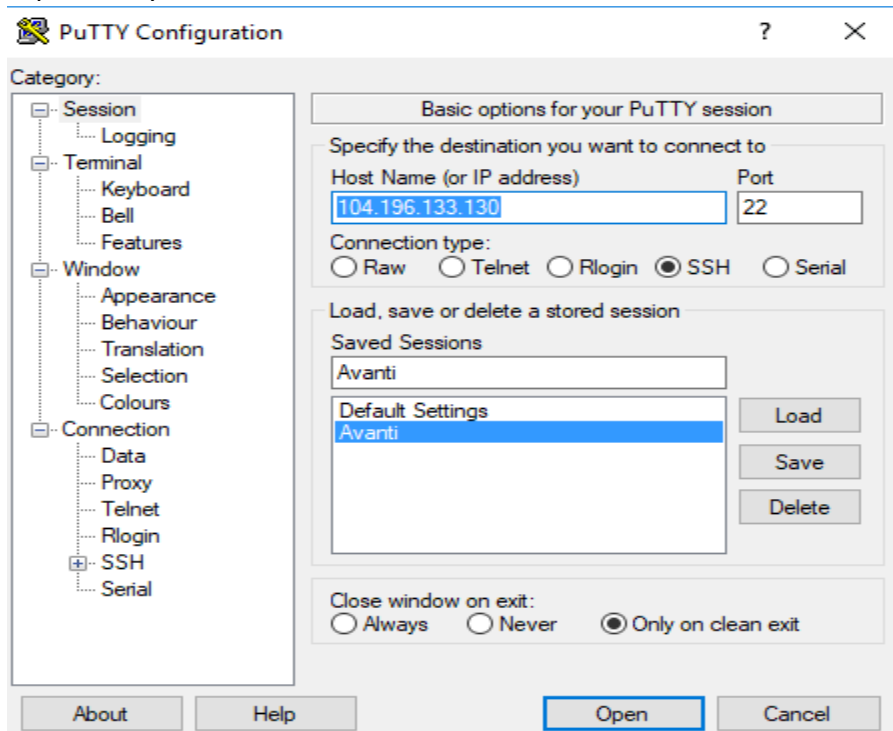 PuTTY Configuration ? ×
Category:
Session
Logging
Terminal
Keyboard
Bell
Features
Window
Appearance
Behaviour
Translation
Selection
Colours
Connection
Data
Proxy
Telnet
Rlogin
SSH
Serial
Basic options for your PuTTY session
Specify the destination you want to connect to
Host Name (or IP address) Port
104.196.133.130 22
Connection type:
Raw Telnet Rlogin SSH Serial
Load, save or delete a stored session
Saved Sessions
Avanti
Default Settings Load
Avanti
Save
Delete
Close window on exit:
Always Never Only on clean exit
About Help Open Cancel